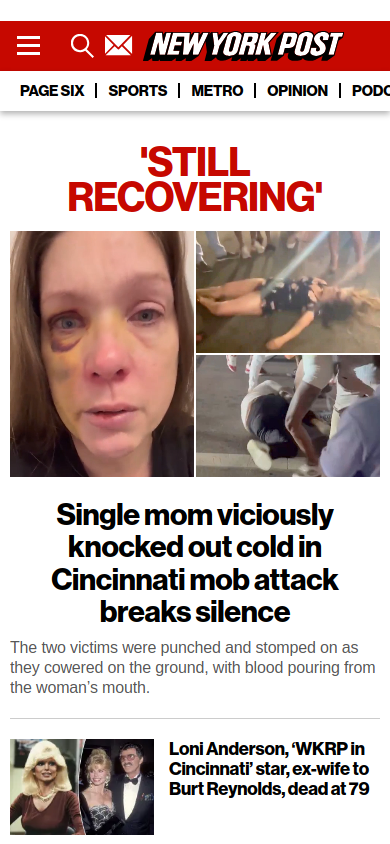 NEW YORK POST
PAGE SIX
SPORTS
METRO
OPINION
PODC
'STILL
RECOVERING'
Single mom viciously
knocked out cold in
Cincinnati mob attack
breaks silence
The two victims were punched and stomped on as
they cowered on the ground, with blood pouring from
the woman’s mouth.
Loni Anderson, ‘WKRP in
Cincinnati’ star, ex-wife to
Burt Reynolds, dead at 79